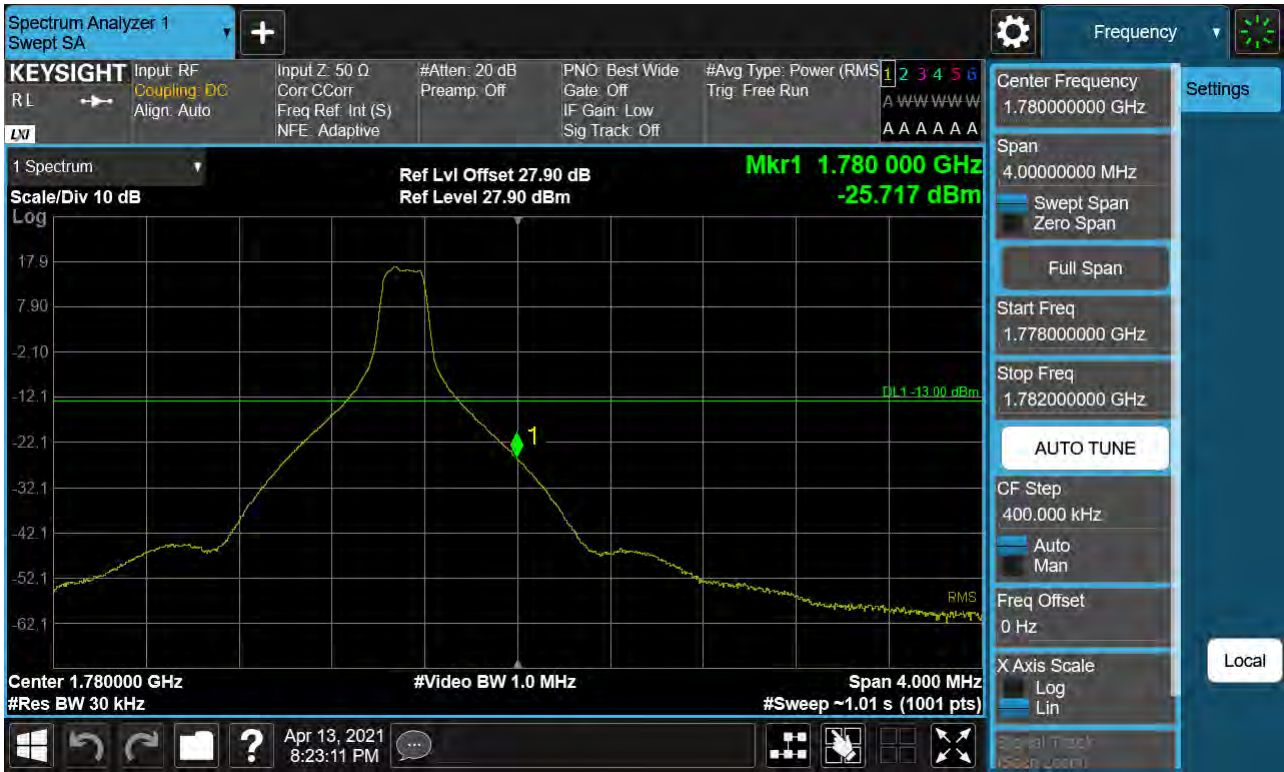 Spectrum Analyzer 1
Swept SA
+
Frequency
KEYSIGHT
RL
LXI
Input: RF
Coupling: DC
Align: Auto
Input Z: 50 Ω
Corr CCorr
Freq Ref: Int (S)
NFE: Adaptive
#Atten: 20 dB
Preamp: Off
PNO: Best Wide
Gate: Off
IF Gain: Low
Sig Track: Off
#Avg Type: Power (RMS
Trig: Free Run
1 2 3 4 5 6
A W W W W W
A A A A A A
1 Spectrum
Scale/Div 10 dB
Log
Ref Lvl Offset 27.90 dB
Ref Level 27.90 dBm
Mkr1 1.780 000 GHz
-25.717 dBm
17.9
7.90
-2.10
-12.1
-22.1
-32.1
-42.1
-52.1
-62.1
DL1 -13.00 dBm
1
RMS
Center 1.780000 GHz
#Res BW 30 kHz
#Video BW 1.0 MHz
Span 4.000 MHz
#Sweep ~1.01 s (1001 pts)
Center Frequency
1.780000000 GHz
Span
4.00000000 MHz
Swept Span
Zero Span
Full Span
Start Freq
1.778000000 GHz
Stop Freq
1.782000000 GHz
AUTO TUNE
CF Step
400.000 kHz
Auto
Man
Freq Offset
0 Hz
X Axis Scale
Log
Lin
Signal Track
(Span Zoom)
Settings
Local
?
Apr 13, 2021
8:23:11 PM